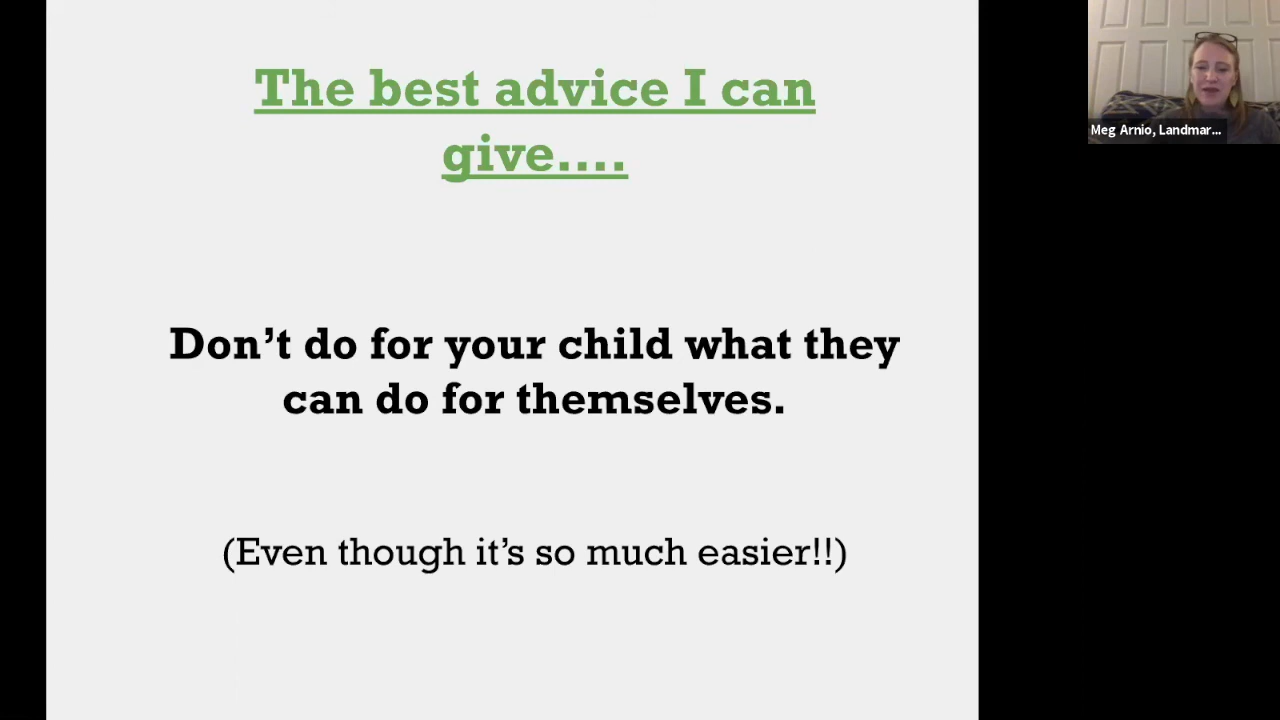 The best advice I can
give....
Don’t do for your child what they
can do for themselves.
(Even though it’s so much easier!!)
Meg Arnio, Landmar...